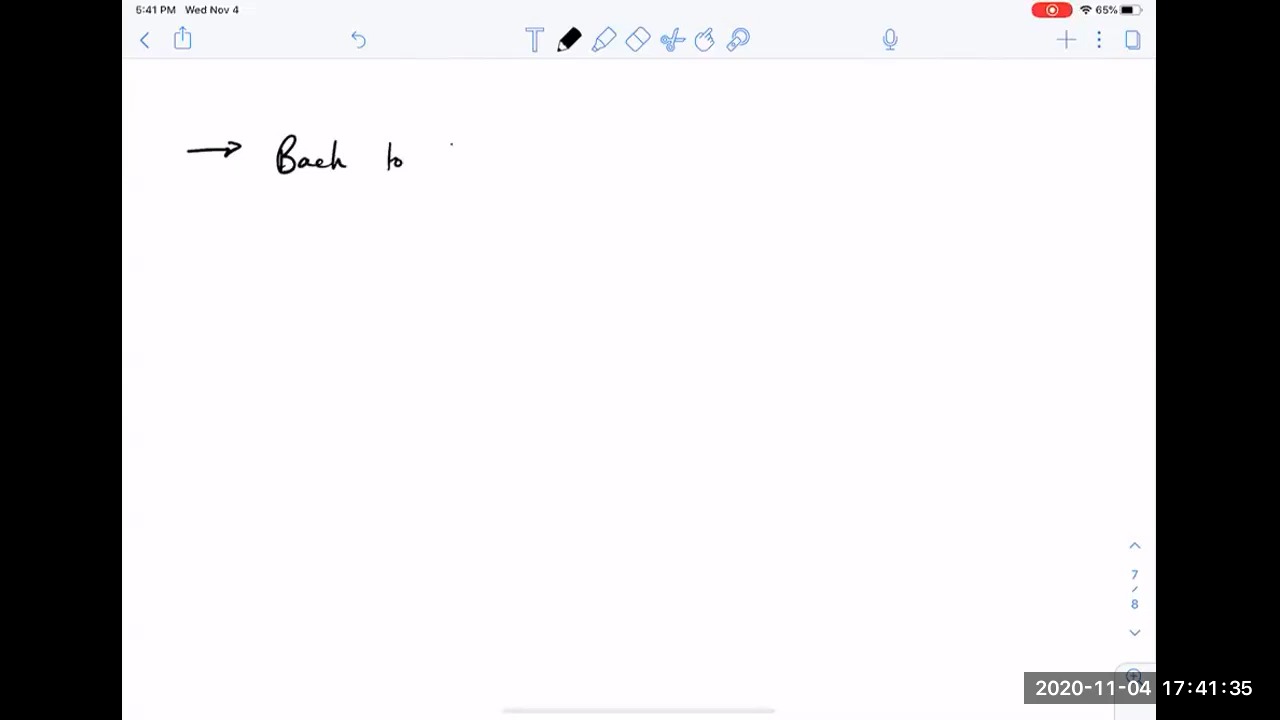 5:41 PM Wed Nov 4
65%
T
→ Back to
7
/
8
2020-11-04 17:41:35